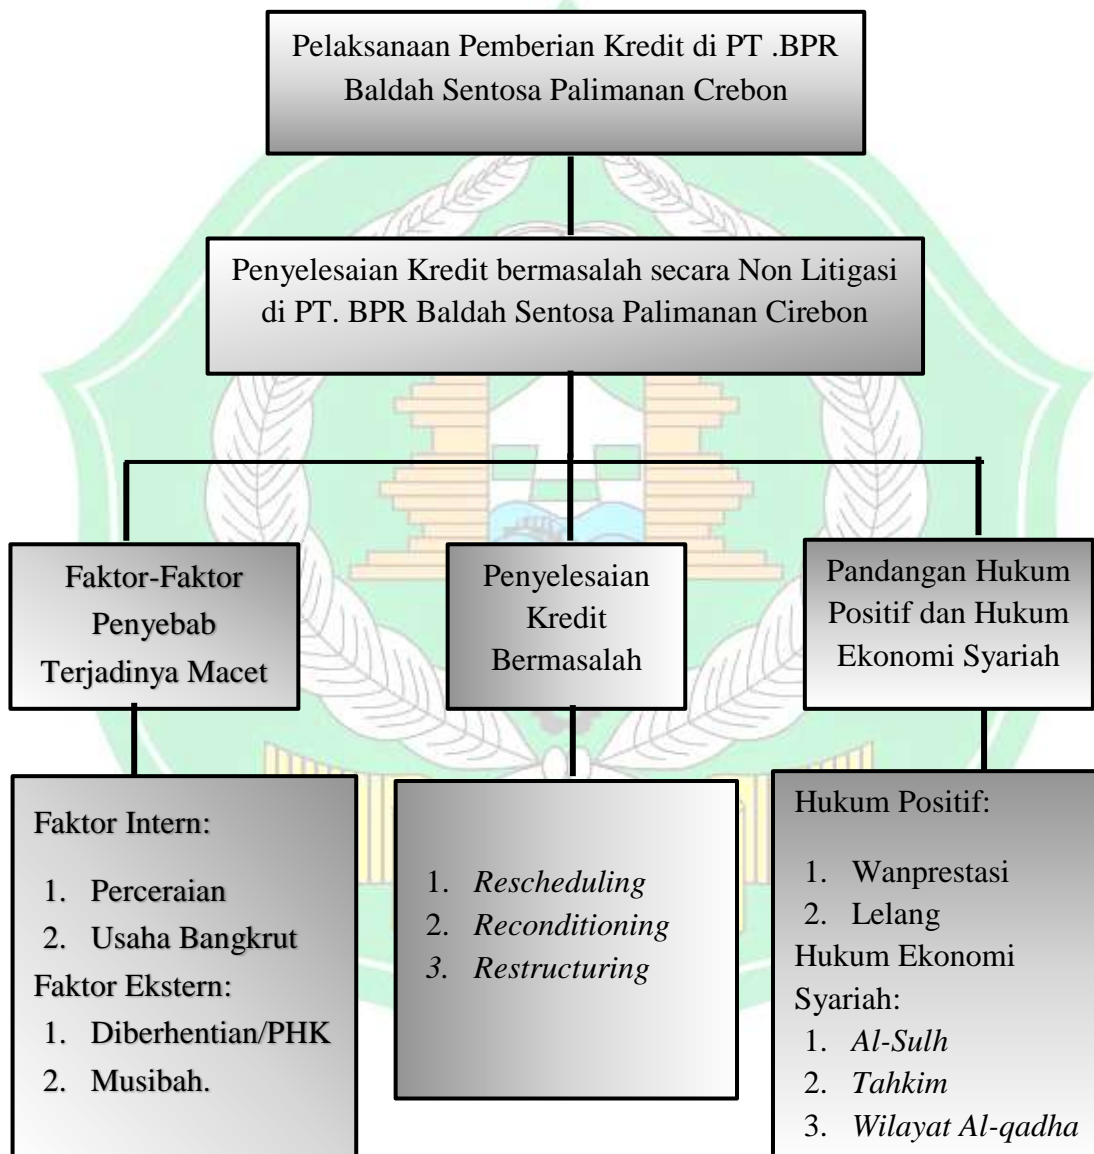 Pelaksanaan Pemberian Kredit di PT .BPR
Baldah Sentosa Palimanan Crebon
Penyelesaian Kredit bermasalah secara Non Litigasi
di PT. BPR Baldah Sentosa Palimanan Cirebon
Faktor-Faktor
Penyebab
Terjadinya Macet
Penyelesaian
Kredit
Bermasalah
Pandangan Hukum
Positif dan Hukum
Ekonomi Syariah
Faktor Intern:
1. Perceraian
2. Usaha Bangkrut
Faktor Ekstern:
1. Diberhentian/PHK
2. Musibah.
1. Rescheduling
2. Reconditioning
3. Restructuring
Hukum Positif:
1. Wanprestasi
2. Lelang
Hukum Ekonomi
Syariah:
1. Al-Sulh
2. Tahkim
3. Wilayat Al-qadha